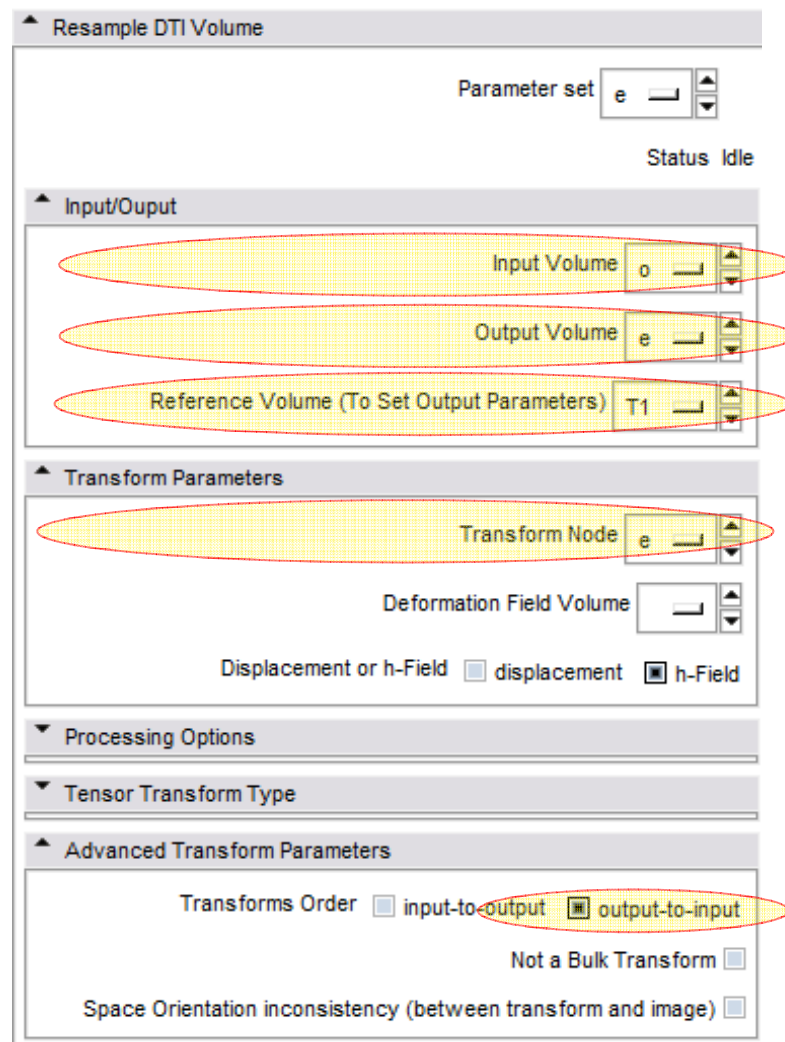 Resample DTI Volume
Parameter set e
Status Idle
Input/Ouput
Input Volume o
Output Volume e
Reference Volume (To Set Output Parameters) T1
Transform Parameters
Transform Node e
Deformation Field Volume
Displacement or h-Field displacement h-Field
Processing Options
Tensor Transform Type
Advanced Transform Parameters
Transforms Order input-to-output output-to-input
Not a Bulk Transform
Space Orientation inconsistency (between transform and image)